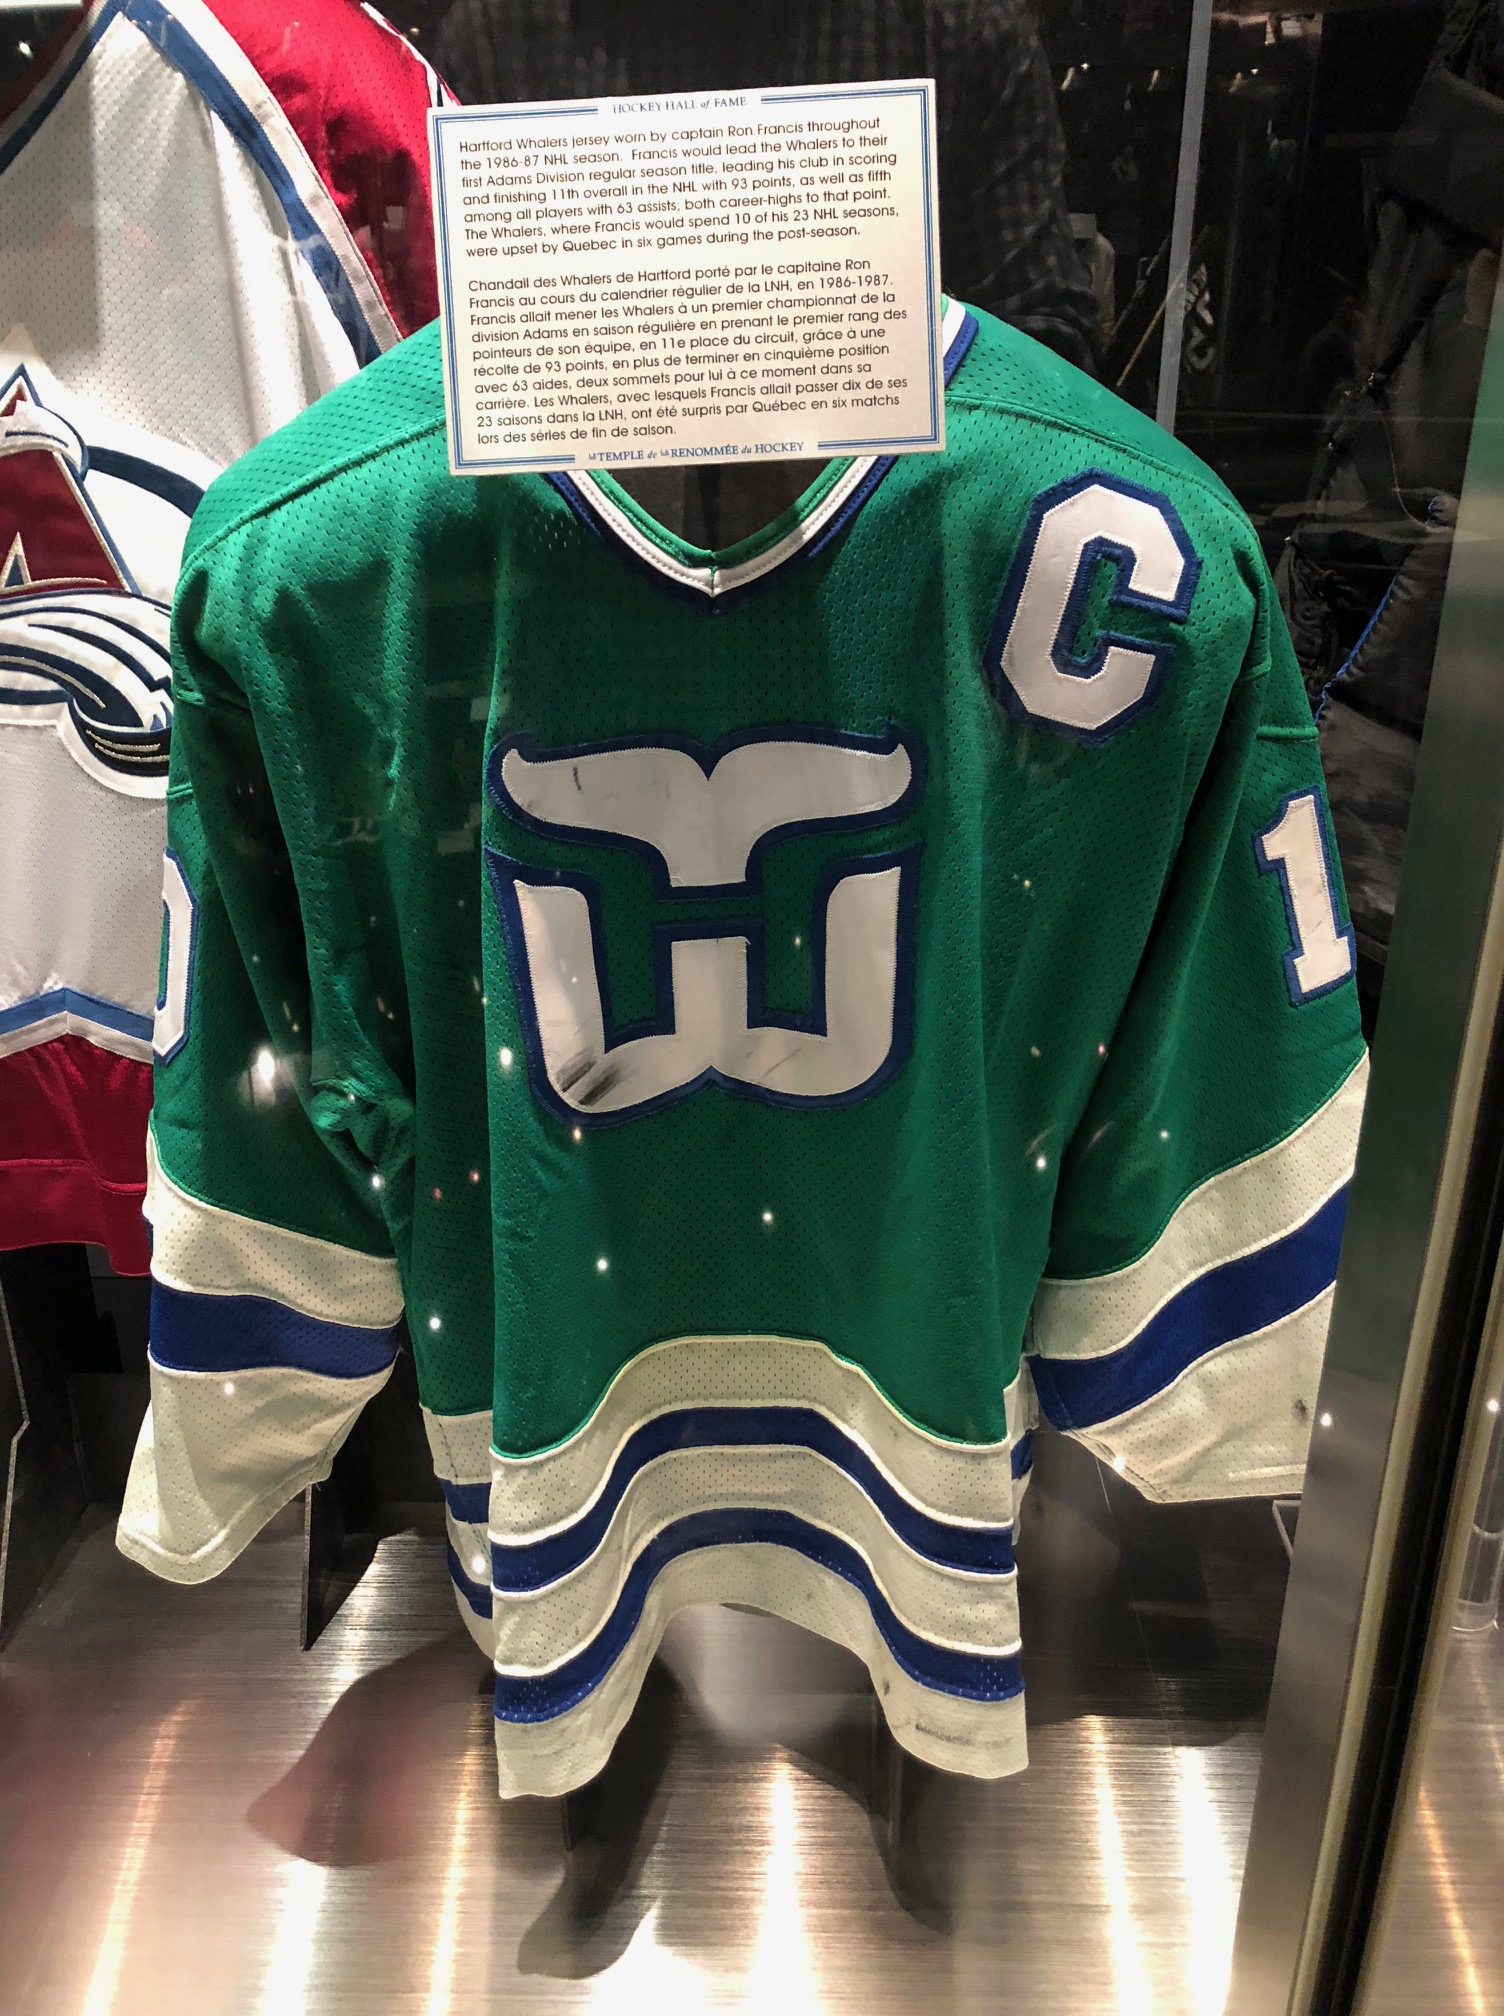 HOCKEY HALL of FAME
Hartford Whalers jersey worn by captain Ron Francis throughout
the 1986-87 NHL season. Francis would lead the Whalers to their
first Adams Division regular season title, leading his club in scoring
and finishing 11th overall in the NHL with 93 points, as well as fifth
among all players with 63 assists; both career-highs to that point.
The Whalers, where Francis would spend 10 of his 23 NHL seasons,
were upset by Quebec in six games during the post-season.
Chandail des Whalers de Hartford porté par le capitaine Ron
Francis au cours du calendrier régulier de la LNH, en 1986-1987.
Francis allait mener les Whalers à un premier championnat de la
division Adams en saison régulière en prenant le premier rang des
pointeurs de son équipe, en 11e place du circuit, grâce à une
récolte de 93 points, en plus de terminer en cinquième position
avec 63 aides, deux sommets pour lui à ce moment dans sa
carrière. Les Whalers, avec lesquels Francis allait passer dix de ses
23 saisons dans la LNH, ont été surpris par Québec en six matchs
lors des séries de fin de saison.
LE TEMPLE de LA RENOMMÉE du HOCKEY
C
W
0
1
A